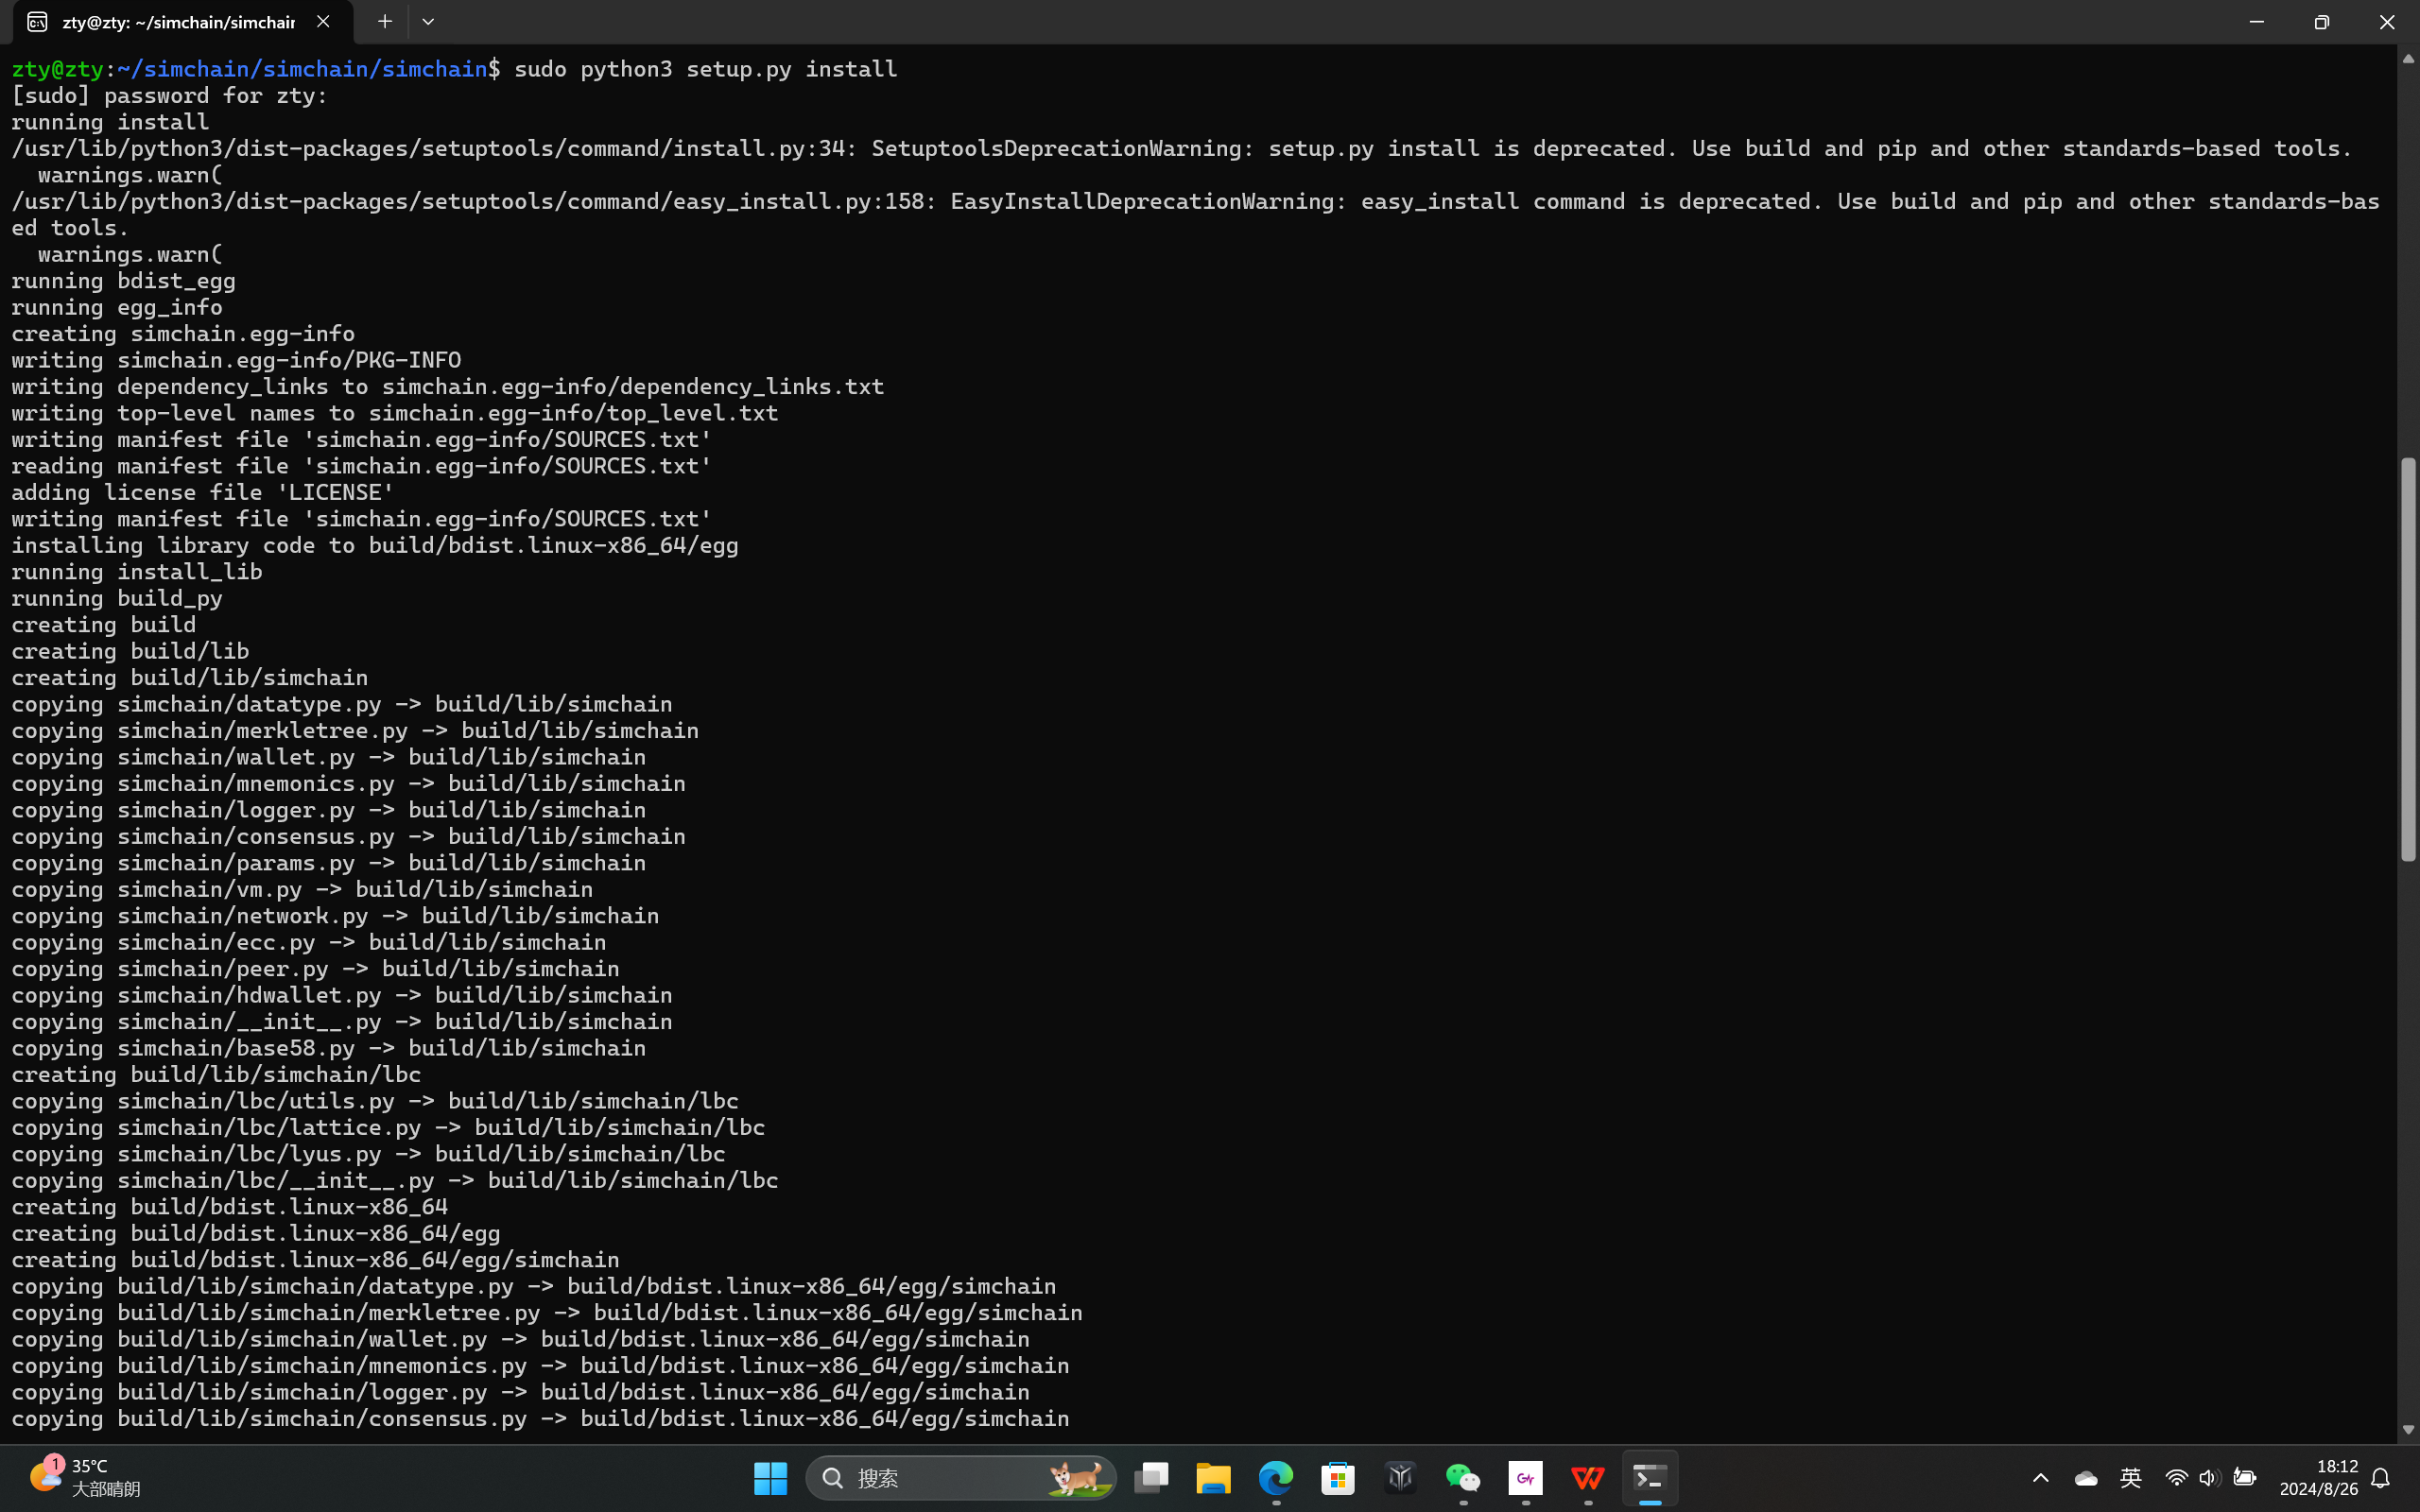 zty@zty: ~/simchain/simchair
zty@zty:~/simchain/simchain/simchain$ sudo python3 setup.py install
[sudo] password for zty:
running install
/usr/lib/python3/dist-packages/setuptools/command/install.py:34: SetuptoolsDeprecationWarning: setup.py install is deprecated. Use build and pip and other standards-based tools.
  warnings.warn(
/usr/lib/python3/dist-packages/setuptools/command/easy_install.py:158: EasyInstallDeprecationWarning: easy_install command is deprecated. Use build and pip and other standards-bas
ed tools.
  warnings.warn(
running bdist_egg
running egg_info
creating simchain.egg-info
writing simchain.egg-info/PKG-INFO
writing dependency_links to simchain.egg-info/dependency_links.txt
writing top-level names to simchain.egg-info/top_level.txt
writing manifest file 'simchain.egg-info/SOURCES.txt'
reading manifest file 'simchain.egg-info/SOURCES.txt'
adding license file 'LICENSE'
writing manifest file 'simchain.egg-info/SOURCES.txt'
installing library code to build/bdist.linux-x86_64/egg
running install_lib
running build_py
creating build
creating build/lib
creating build/lib/simchain
copying simchain/datatype.py -> build/lib/simchain
copying simchain/merkletree.py -> build/lib/simchain
copying simchain/wallet.py -> build/lib/simchain
copying simchain/mnemonics.py -> build/lib/simchain
copying simchain/logger.py -> build/lib/simchain
copying simchain/consensus.py -> build/lib/simchain
copying simchain/params.py -> build/lib/simchain
copying simchain/vm.py -> build/lib/simchain
copying simchain/network.py -> build/lib/simchain
copying simchain/ecc.py -> build/lib/simchain
copying simchain/peer.py -> build/lib/simchain
copying simchain/hdwallet.py -> build/lib/simchain
copying simchain/__init__.py -> build/lib/simchain
copying simchain/base58.py -> build/lib/simchain
creating build/lib/simchain/lbc
copying simchain/lbc/utils.py -> build/lib/simchain/lbc
copying simchain/lbc/lattice.py -> build/lib/simchain/lbc
copying simchain/lbc/lyus.py -> build/lib/simchain/lbc
copying simchain/lbc/__init__.py -> build/lib/simchain/lbc
creating build/bdist.linux-x86_64
creating build/bdist.linux-x86_64/egg
creating build/bdist.linux-x86_64/egg/simchain
copying build/lib/simchain/datatype.py -> build/bdist.linux-x86_64/egg/simchain
copying build/lib/simchain/merkletree.py -> build/bdist.linux-x86_64/egg/simchain
copying build/lib/simchain/wallet.py -> build/bdist.linux-x86_64/egg/simchain
copying build/lib/simchain/mnemonics.py -> build/bdist.linux-x86_64/egg/simchain
copying build/lib/simchain/logger.py -> build/bdist.linux-x86_64/egg/simchain
copying build/lib/simchain/consensus.py -> build/bdist.linux-x86_64/egg/simchain
1
35°C
大部晴朗
搜索
英
18:12
2024/8/26